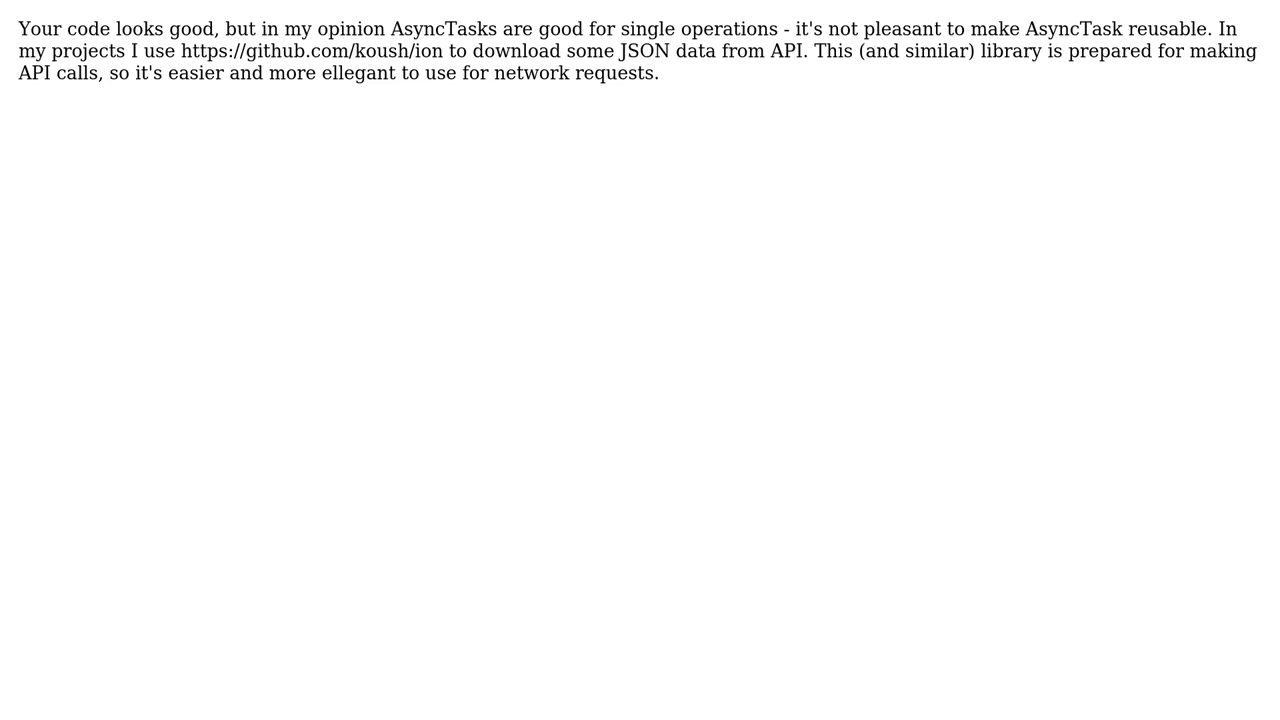 Your code looks good, but in my opinion AsyncTasks are good for single operations - it's not pleasant to make AsyncTask reusable. In
my projects I use https://github.com/koush/ion to download some JSON data from API. This (and similar) library is prepared for making
API calls, so it's easier and more ellegant to use for network requests.